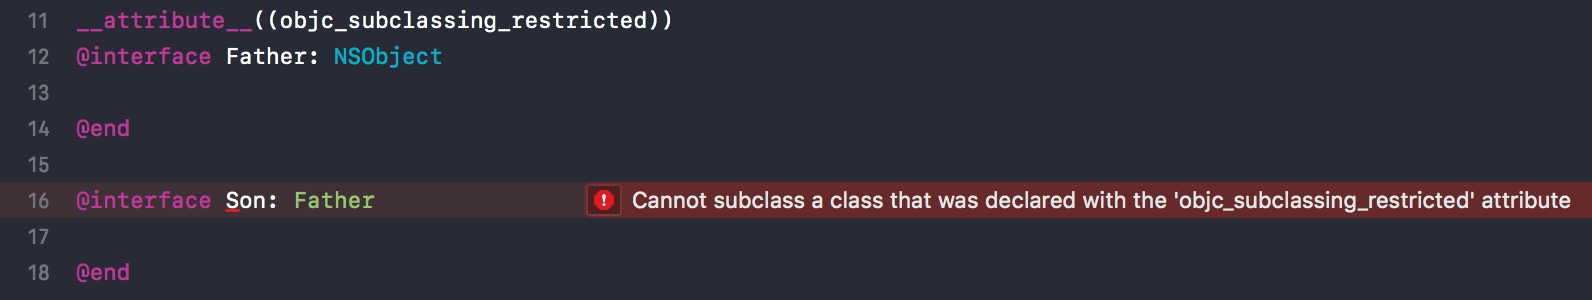 11 __attribute__((objc_subclassing_restricted))
12 @interface Father: NSObject
13
14 @end
15
16 @interface Son: Father Cannot subclass a class that was declared with the 'objc_subclassing_restricted' attribute
17
18 @end